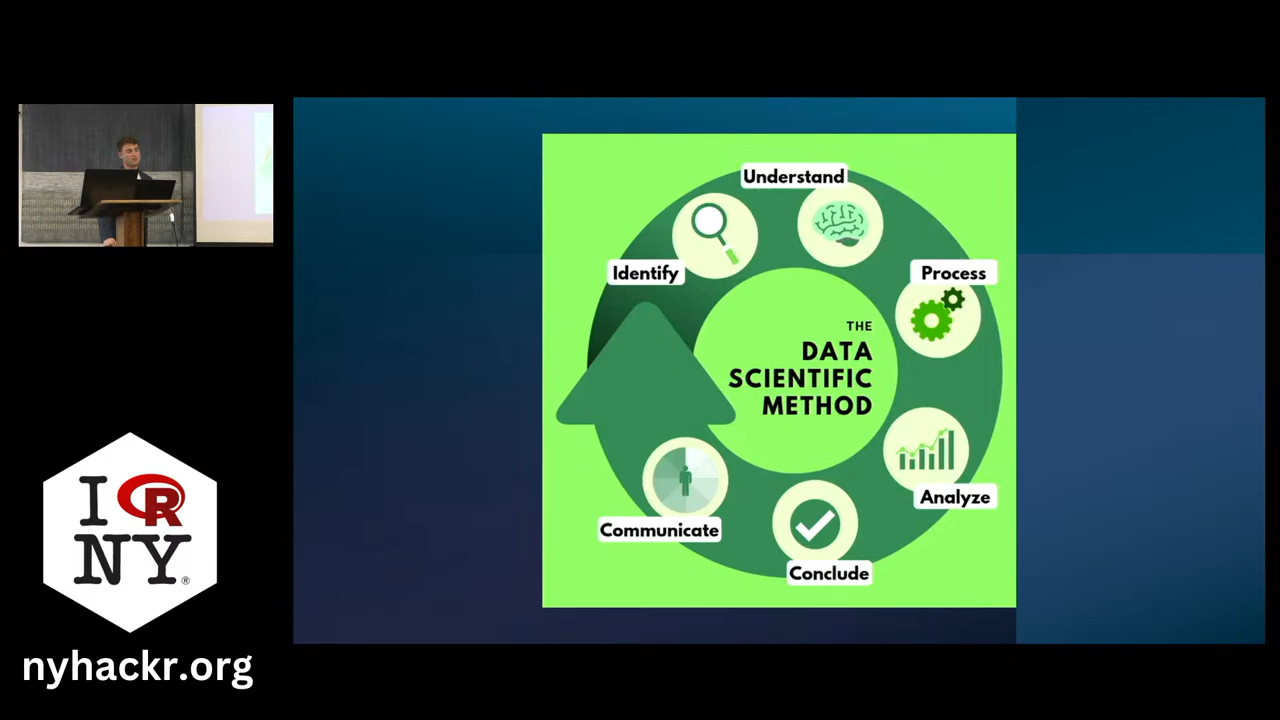 Understand
Identify
Process
THE
DATA
SCIENTIFIC
METHOD
Analyze
Communicate
Conclude
I R
NY®
nyhackr.org